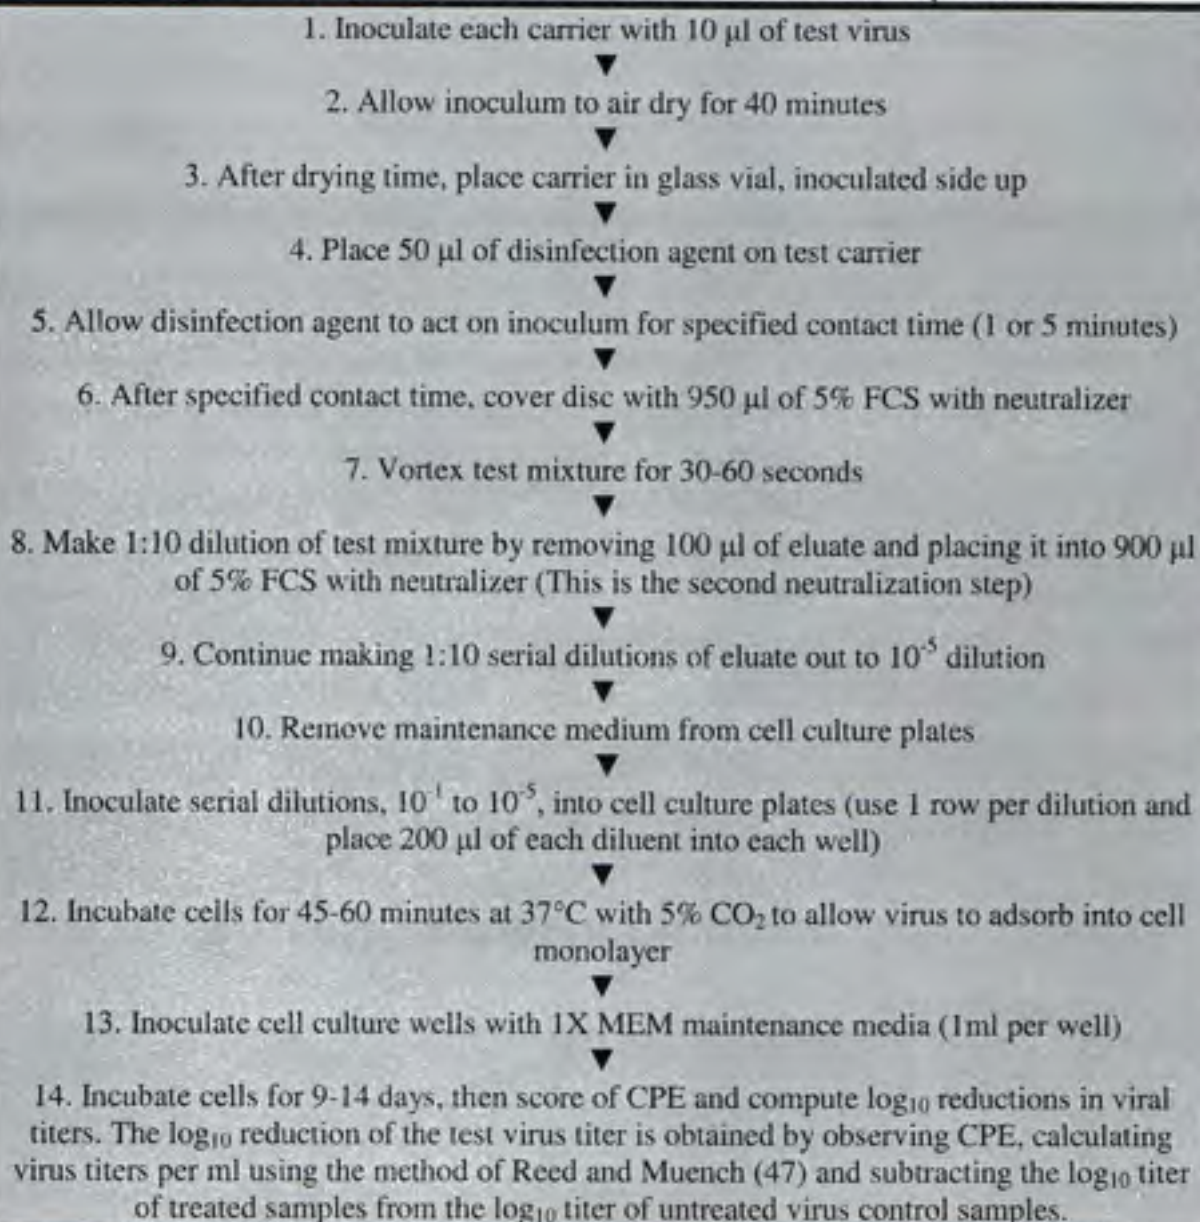 1. Inoculate each carrier with 10 µl of test virus
▼
2. Allow inoculum to air dry for 40 minutes
▼
3. After drying time, place carrier in glass vial, inoculated side up
▼
4. Place 50 µl of disinfection agent on test carrier
▼
5. Allow disinfection agent to act on inoculum for specified contact time (1 or 5 minutes)
▼
6. After specified contact time, cover disc with 950 µl of 5% FCS with neutralizer
▼
7. Vortex test mixture for 30-60 seconds
▼
8. Make 1:10 dilution of test mixture by removing 100 µl of eluate and placing it into 900 µl
of 5% FCS with neutralizer (This is the second neutralization step)
▼
9. Continue making 1:10 serial dilutions of eluate out to 10⁻⁵ dilution
▼
10. Remove maintenance medium from cell culture plates
▼
11. Inoculate serial dilutions, 10⁻¹ to 10⁻⁵, into cell culture plates (use 1 row per dilution and
place 200 µl of each diluent into each well)
▼
12. Incubate cells for 45-60 minutes at 37°C with 5% CO₂ to allow virus to adsorb into cell
monolayer
▼
13. Inoculate cell culture wells with 1X MEM maintenance media (1ml per well)
▼
14. Incubate cells for 9-14 days, then score of CPE and compute log₁₀ reductions in viral
titers. The log₁₀ reduction of the test virus titer is obtained by observing CPE, calculating
virus titers per ml using the method of Reed and Muench (47) and subtracting the log₁₀ titer
of treated samples from the log₁₀ titer of untreated virus control samples.